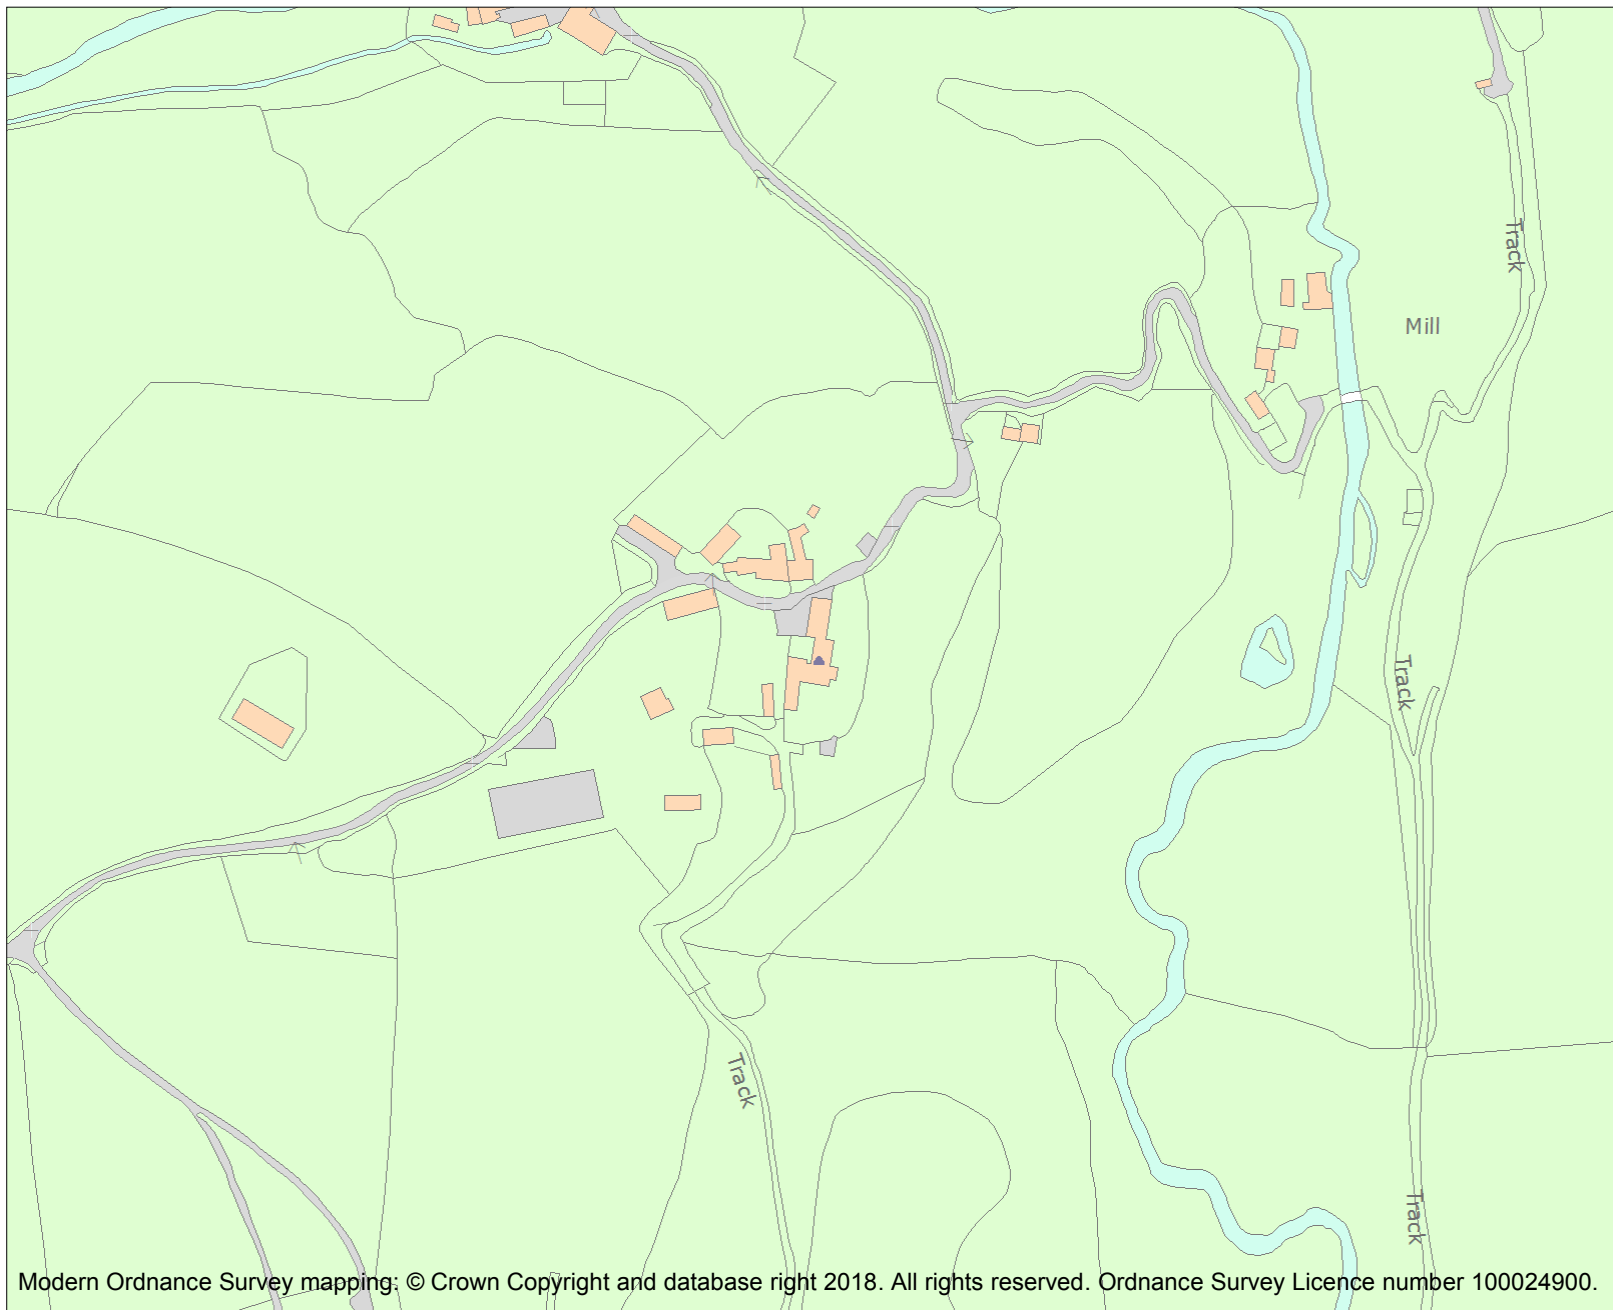 Track
Mill
Track
Track
Track
Modern Ordnance Survey mapping: © Crown Copyright and database right 2018. All rights reserved. Ordnance Survey Licence number 100024900.